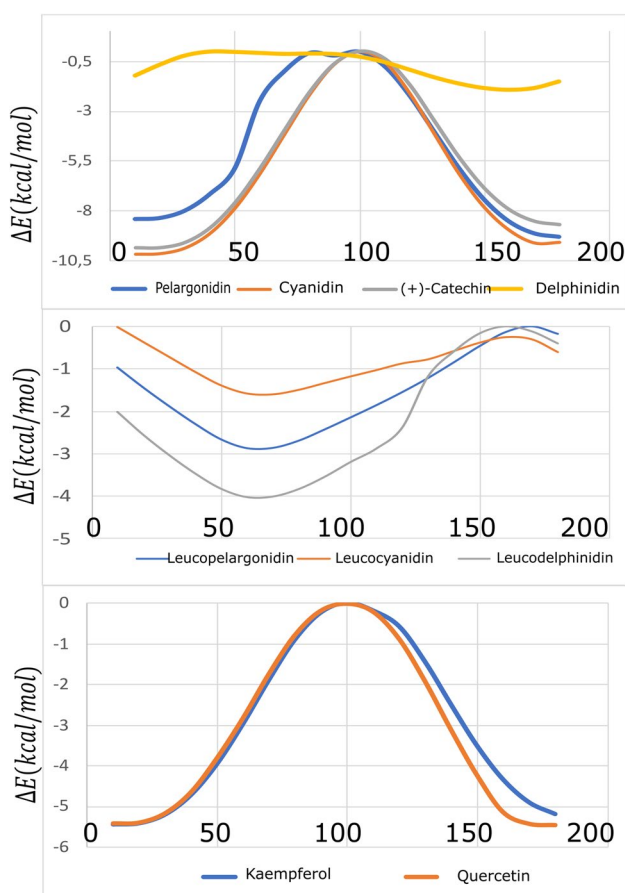 -0,5
-3
-5,5
-8
-10,5
ΔE(kcal/mol)
0 50 100 150 200
Pelargonidin Cyanidin (+)-Catechin Delphinidin
0
-1
-2
-3
-4
-5
ΔE(kcal/mol)
0 50 100 150 200
Leucopelargonidin Leucocyanidin Leucodelphinidin
0
-1
-2
-3
-4
-5
-6
ΔE(kcal/mol)
0 50 100 150 200
Kaempferol Quercetin